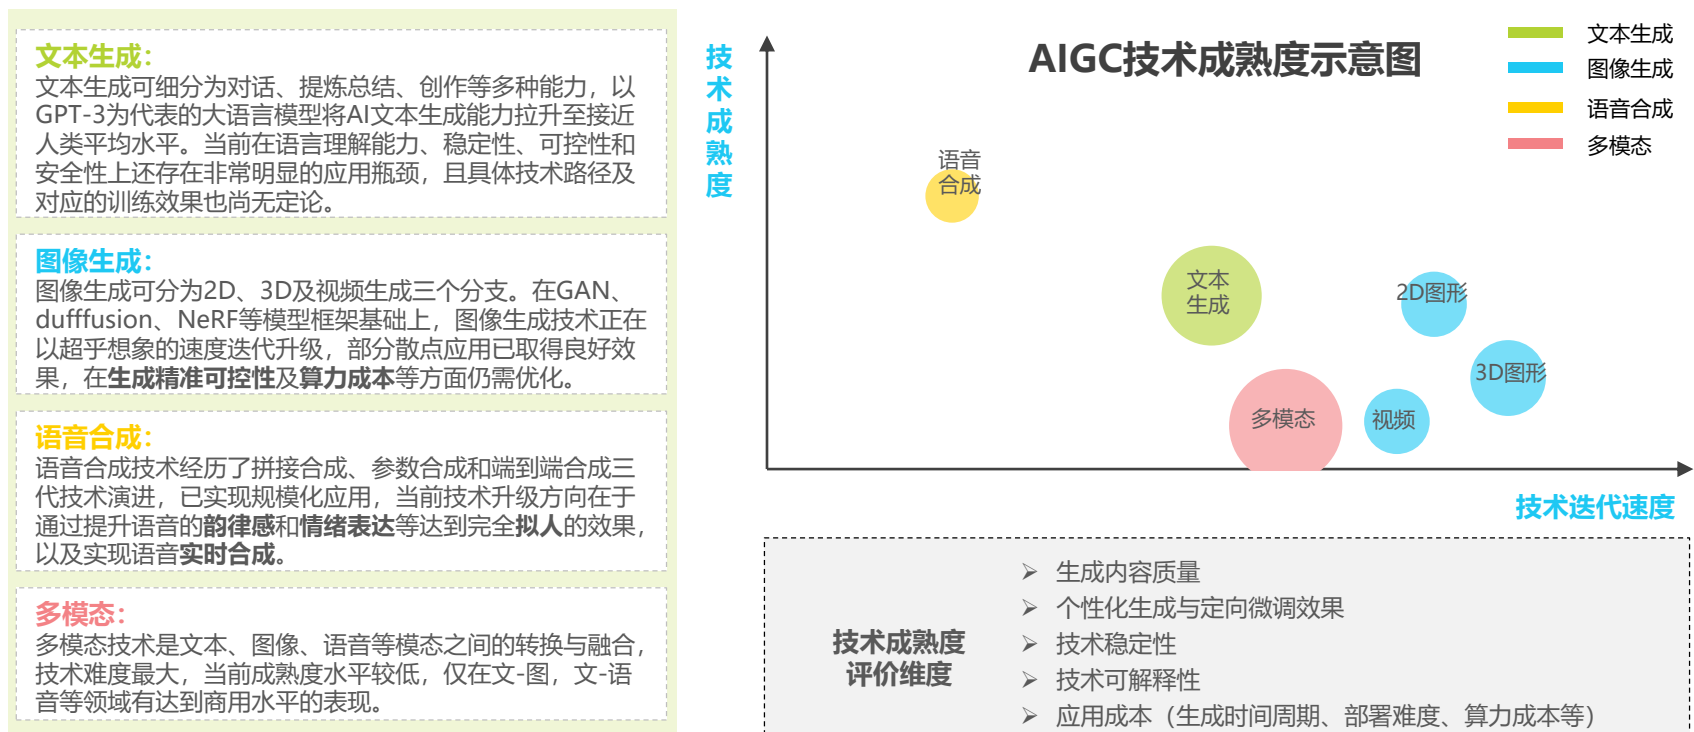 文本生成：
文本生成可细分为对话、提炼总结、创作等多种能力，以
GPT-3为代表的大语言模型将AI文本生成能力拉升至接近
人类平均水平。当前在语言理解能力、稳定性、可控性和
安全性上还存在非常明显的应用瓶颈，且具体技术路径及
对应的训练效果也尚无定论。
图像生成：
图像生成可分为2D、3D及视频生成三个分支。在GAN、
dufffusion、NeRF等模型框架基础上，图像生成技术正在
以超乎想象的速度迭代升级，部分散点应用已取得良好效
果，在生成精准可控性及算力成本等方面仍需优化。
语音合成：
语音合成技术经历了拼接合成、参数合成和端到端合成三
代技术演进，已实现规模化应用，当前技术升级方向在于
通过提升语音的韵律感和情绪表达等达到完全拟人的效果，
以及实现语音实时合成。
多模态：
多模态技术是文本、图像、语音等模态之间的转换与融合，
技术难度最大，当前成熟度水平较低，仅在文-图，文-语
音等领域有达到商用水平的表现。
技术成熟度
AIGC技术成熟度示意图
文本生成
图像生成
语音合成
多模态
语音
合成
文本
生成
2D图形
3D图形
多模态
视频
技术迭代速度
技术成熟度
评价维度
➢ 生成内容质量
➢ 个性化生成与定向微调效果
➢ 技术稳定性
➢ 技术可解释性
➢ 应用成本（生成时间周期、部署难度、算力成本等）